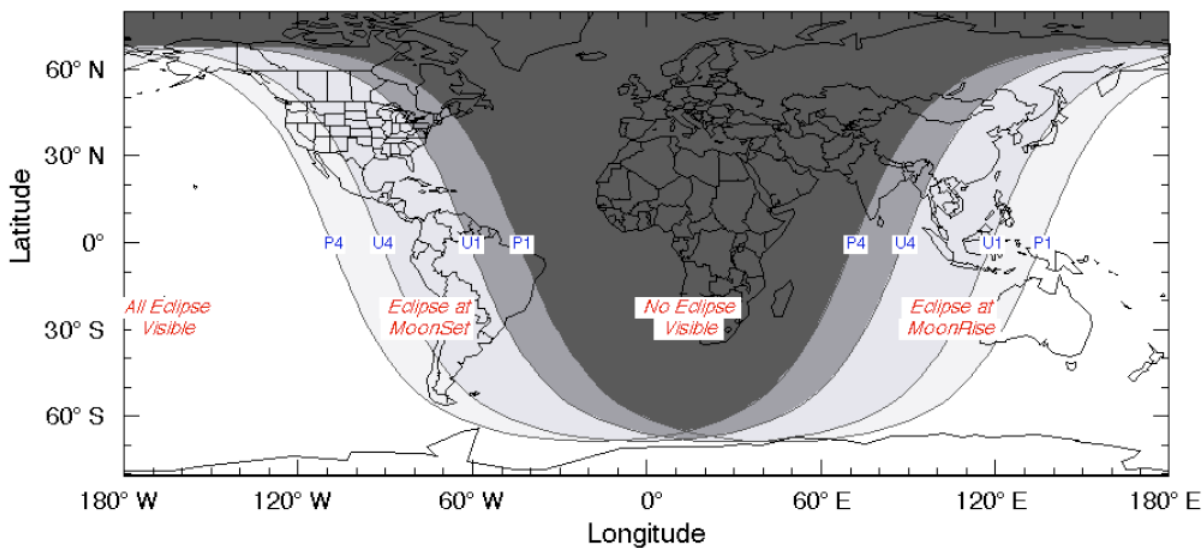 60° N
30° N
0°
30° S
60° S
Latitude
P4 U4 U1 P1 P4 U4 U1 P1
All Eclipse
Visible
Eclipse at
MoonSet
No Eclipse
Visible
Eclipse at
MoonRise
180° W 120° W 60° W 0° 60° E 120° E 180° E
Longitude